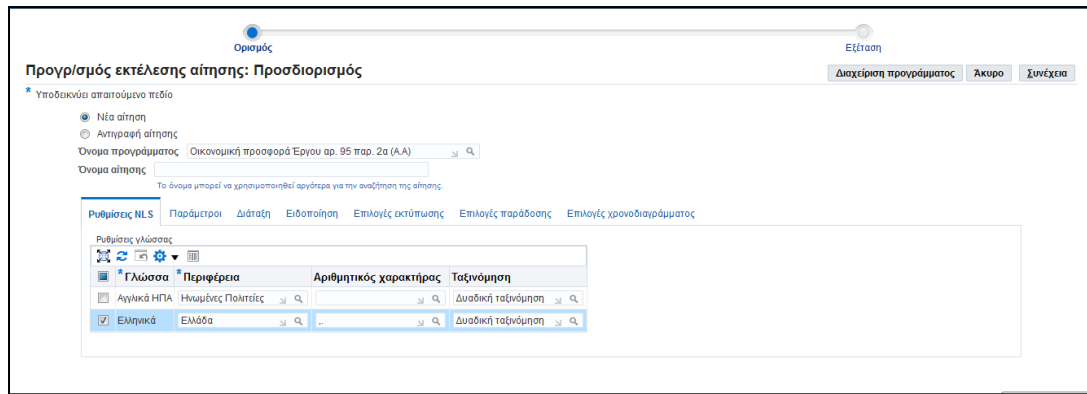 Ορισμός
Εξέταση
Προγρ/σμός εκτέλεσης αίτησης: Προσδιορισμός
Διαχείριση προγράμματος Άκυρο Συνέχεια
* Υποδεικνύει απαιτούμενο πεδίο
Νέα αίτηση
Αντιγραφή αίτησης
Όνομα προγράμματος Οικονομική προσφορά Έργου αρ. 95 παρ. 2α (Α.Α)
Όνομα αίτησης
Το όνομα μπορεί να χρησιμοποιηθεί αργότερα για την αναζήτηση της αίτησης.
Ρυθμίσεις NLS Παράμετροι Διάταξη Ειδοποίηση Επιλογές εκτύπωσης Επιλογές παράδοσης Επιλογές χρονοδιαγράμματος
Ρυθμίσεις γλώσσας
* Γλώσσα * Περιφέρεια Αριθμητικός χαρακτήρας Ταξινόμηση
Αγγλικά ΗΠΑ Ηνωμένες Πολιτείες Δυαδική ταξινόμηση
Ελληνικά Ελλάδα ,. Δυαδική ταξινόμηση